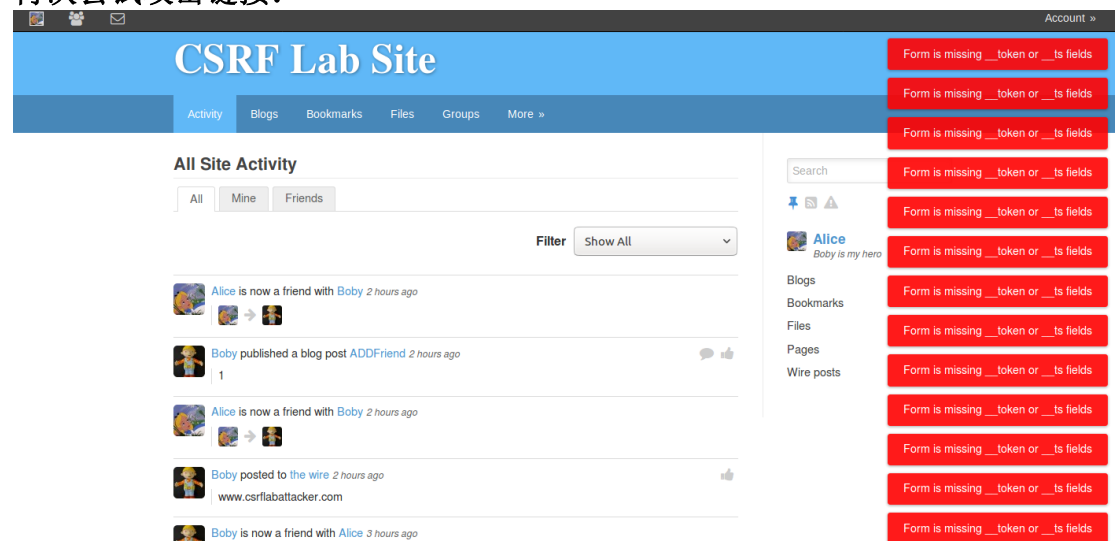 再次尝试攻击链接:
Account »
CSRF Lab Site
Activity Blogs Bookmarks Files Groups More »
All Site Activity
All Mine Friends
Filter Show All
Alice is now a friend with Boby 2 hours ago
Boby published a blog post ADDFriend 2 hours ago
1
Alice is now a friend with Boby 2 hours ago
Boby posted to the wire 2 hours ago
www.csrflabattacker.com
Boby is now a friend with Alice 3 hours ago
Search
Alice
Boby is my hero
Blogs
Bookmarks
Files
Pages
Wire posts
Form is missing __token or __ts fields
Form is missing __token or __ts fields
Form is missing __token or __ts fields
Form is missing __token or __ts fields
Form is missing __token or __ts fields
Form is missing __token or __ts fields
Form is missing __token or __ts fields
Form is missing __token or __ts fields
Form is missing __token or __ts fields
Form is missing __token or __ts fields
Form is missing __token or __ts fields
Form is missing __token or __ts fields
Form is missing __token or __ts fields